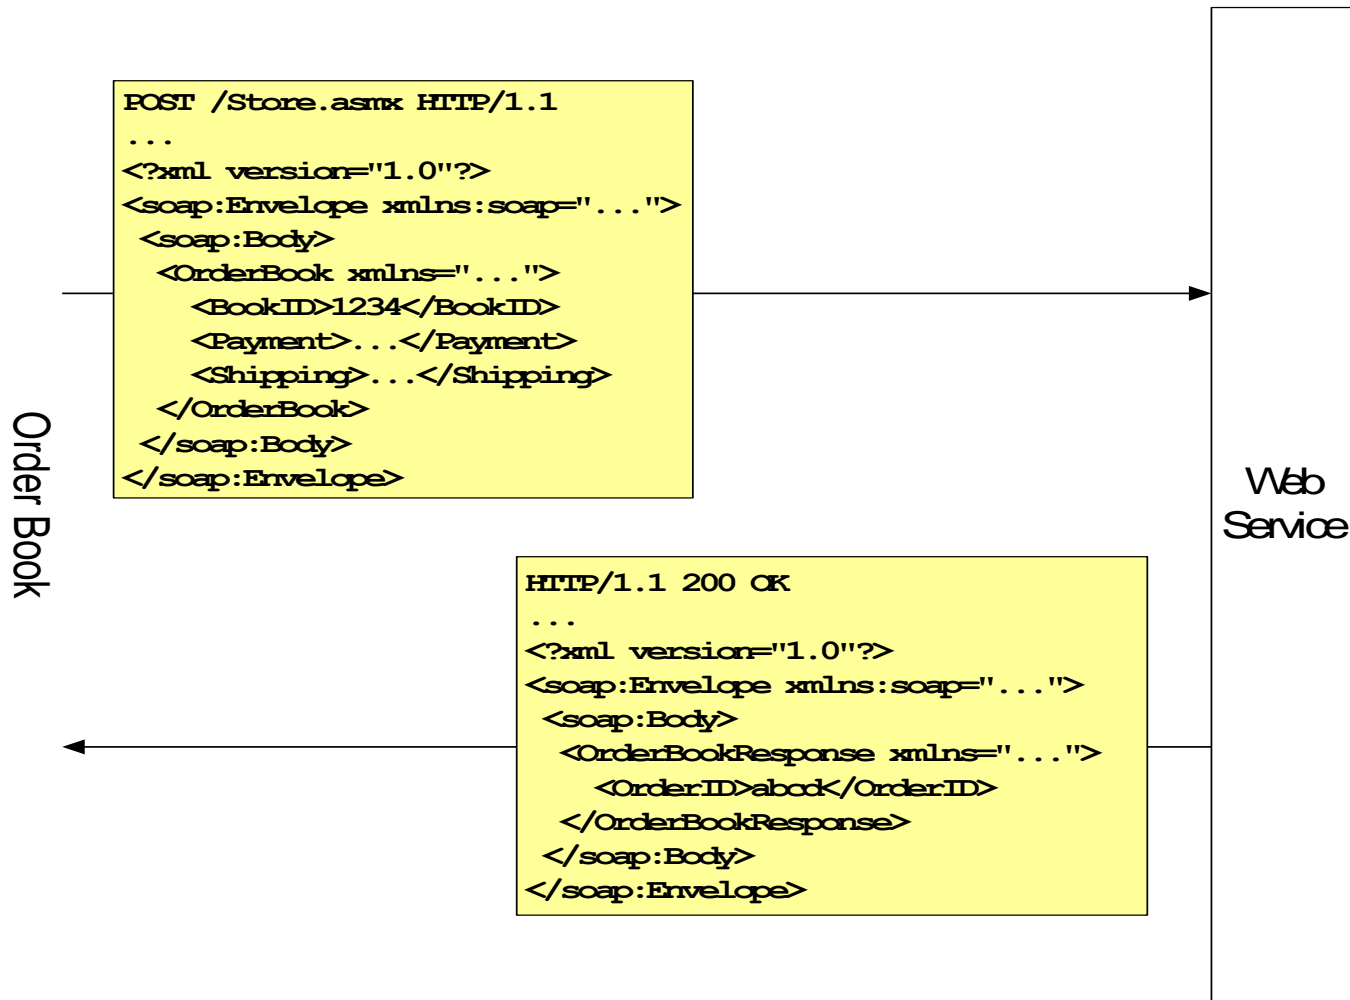 POST /Store.asmx HTTP/1.1
...
<?xml version="1.0"?>
<soap:Envelope xmlns:soap="...">
<soap:Body>
<OrderBook xmlns="...">
<BookID>1234</BookID>
<Payment>...</Payment>
<Shipping>...</Shipping>
</OrderBook>
</soap:Body>
</soap:Envelope>
Order Book
Web
Service
HTTP/1.1 200 OK
...
<?xml version="1.0"?>
<soap:Envelope xmlns:soap="...">
<soap:Body>
<OrderBookResponse xmlns="...">
<OrderID>abcd</OrderID>
</OrderBookResponse>
</soap:Body>
</soap:Envelope>